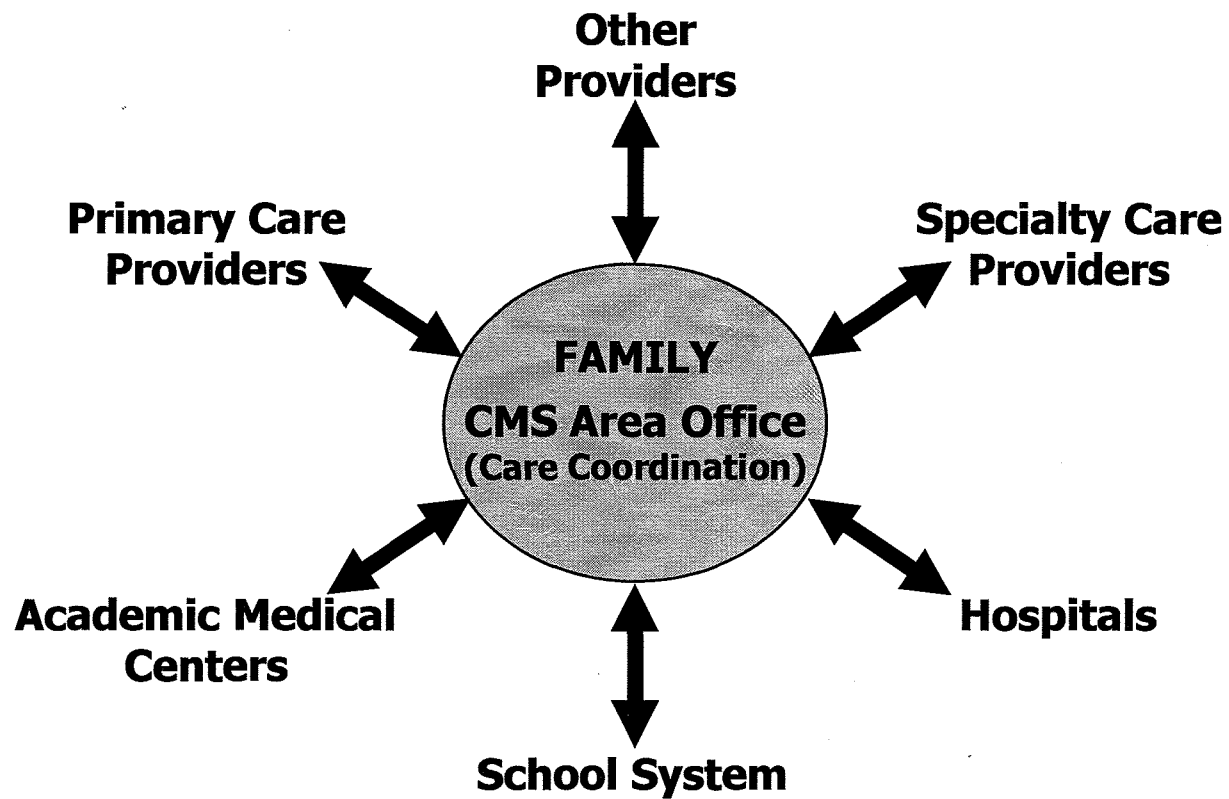 Other
Providers
Primary Care
Providers
Specialty Care
Providers
FAMILY
CMS Area Office
(Care Coordination)
Academic Medical
Centers
Hospitals
School System